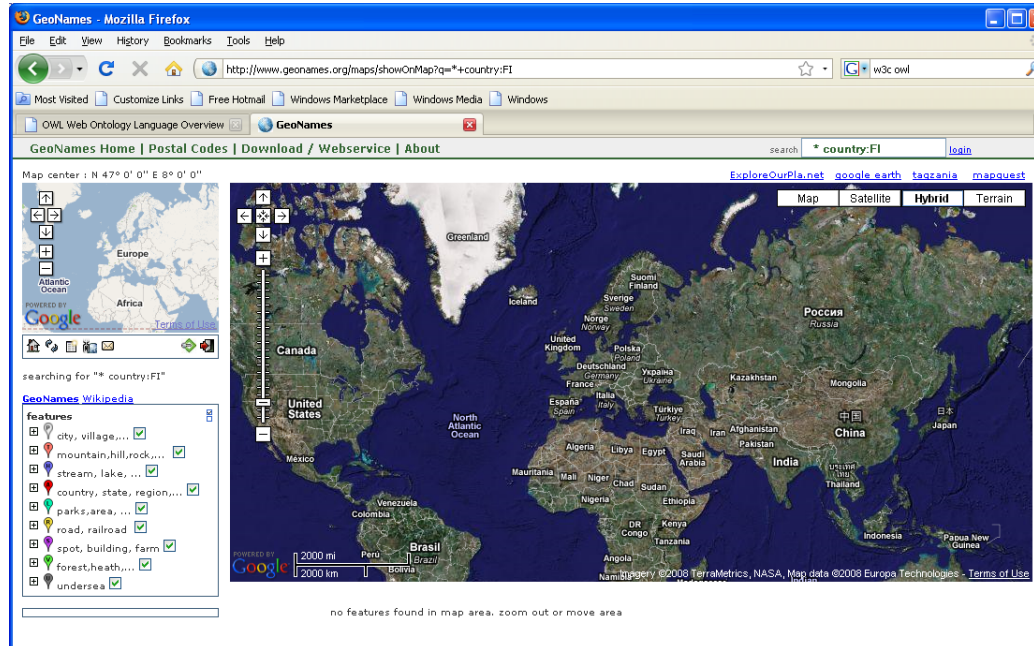 GeoNames - Mozilla Firefox
File Edit View History Bookmarks Tools Help
http://www.geonames.org/maps/showOnMap?q=*+country:FI
w3c owl
Most Visited Customize Links Free Hotmail Windows Marketplace Windows Media Windows
OWL Web Ontology Language Overview GeoNames
GeoNames Home | Postal Codes | Download / Webservice | About
search * country:FI login
Map center : N 47° 0' 0'' E 8° 0' 0''
ExploreOurPla.net google earth tagzania mapquest
Europe
Atlantic
Ocean
Africa
POWERED BY
Google
Terms of Use
searching for "* country:FI"
GeoNames Wikipedia
features
city, village,...
mountain,hill,rock,...
stream, lake, ...
country, state, region,...
parks,area, ...
road, railroad
spot, building, farm
forest,heath,...
undersea
Map Satellite Hybrid Terrain
Greenland
Iceland
Suomi
Finland
Sverige
Sweden
Norge
Norway
Россия
Russia
United
Kingdom
Polska
Poland
Deutschland
Germany
Україна
Ukraine
France
Canada
Kazakhstan
Mongolia
United
States
North
Atlantic
Ocean
España
Spain
Italia
Italy
Türkiye
Turkey
中国
China
日本
Japan
Iraq
Iran
Afghanistan
Pakistan
México
Algeria
Libya
Egypt
Saudi
Arabia
India
ประเทศ
ไทย
Thailand
Mauritania
Mali
Niger
Chad
Sudan
Nigeria
Ethiopia
Venezuela
Colombia
DR
Congo
Kenya
Tanzania
Indonesia
Papua New
Guinea
Perú
Brasil
Brazil
Bolivia
Angola
POWERED BY
Google
2000 mi
2000 km
Imagery ©2008 TerraMetrics, NASA, Map data ©2008 Europa Technologies - Terms of Use
no features found in map area. zoom out or move area